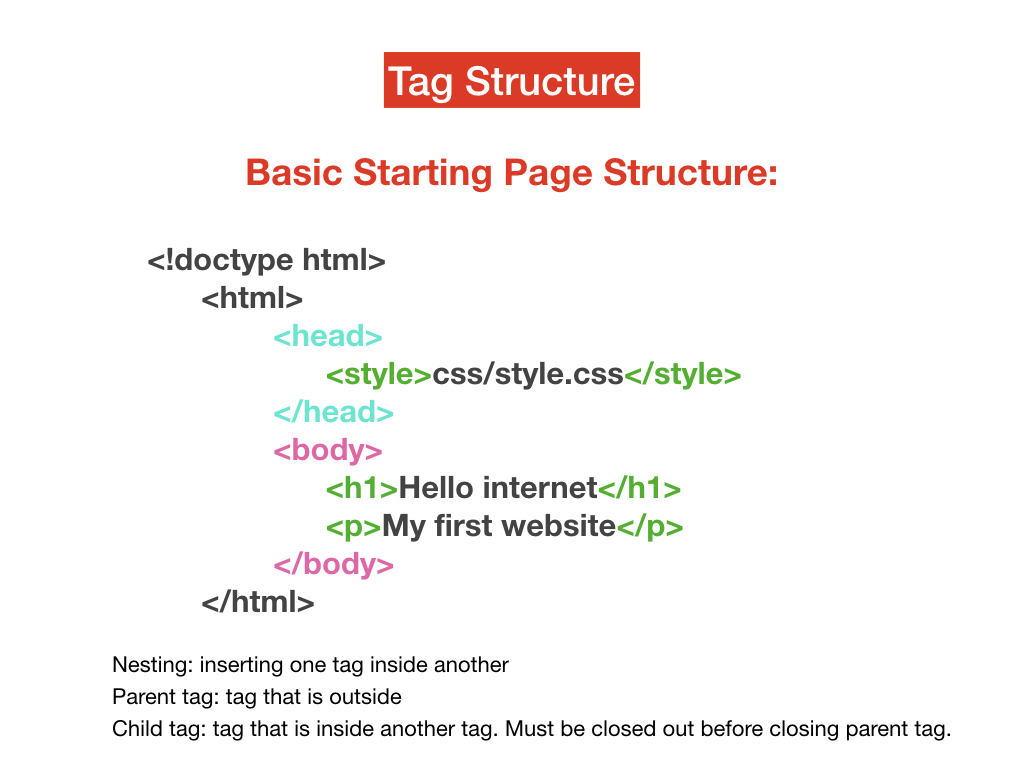 Tag Structure
Basic Starting Page Structure:
<!doctype html>
<html>
<head>
<style>css/style.css</style>
</head>
<body>
<h1>Hello internet</h1>
<p>My first website</p>
</body>
</html>
Nesting: inserting one tag inside another
Parent tag: tag that is outside
Child tag: tag that is inside another tag. Must be closed out before closing parent tag.